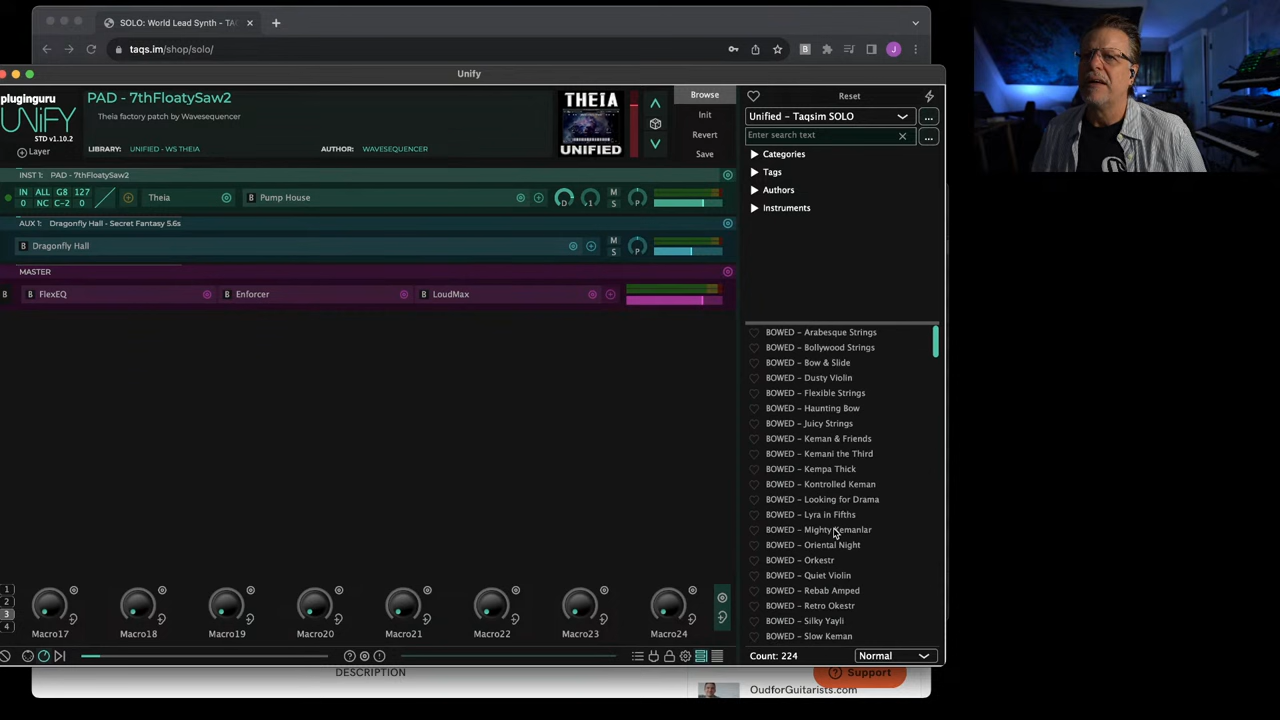 SOLO: World Lead Synth - TAQ
taqs.im/shop/solo/
J
Unify
pluginguru
UNiFY
STD v1.10.2
Layer
PAD - 7thFloatySaw2
Theia factory patch by Wavesequencer
LIBRARY: UNIFIED - WS THEIA
AUTHOR: WAVESEQUENCER
THEIA
UNIFIED
Browse
Init
Revert
Save
INST 1: PAD - 7thFloatySaw2
IN ALL G8 127
0 NC C-2 0
Theia
B Pump House
D
1
M
S
P
AUX 1: Dragonfly Hall - Secret Fantasy 5.6s
B Dragonfly Hall
M
S
P
MASTER
B
B FlexEQ
B Enforcer
B LoudMax
Reset
Unified - Taqsim SOLO
...
Enter search text
...
Categories
Tags
Authors
Instruments
BOWED - Arabesque Strings
BOWED - Bollywood Strings
BOWED - Bow & Slide
BOWED - Dusty Violin
BOWED - Flexible Strings
BOWED - Haunting Bow
BOWED - Juicy Strings
BOWED - Keman & Friends
BOWED - Kemani the Third
BOWED - Kempa Thick
BOWED - Kontrolled Keman
BOWED - Looking for Drama
BOWED - Lyra in Fifths
BOWED - Mighty Kemanlar
BOWED - Oriental Night
BOWED - Orkestr
BOWED - Quiet Violin
BOWED - Rebab Amped
BOWED - Retro Okestr
BOWED - Silky Yayli
BOWED - Slow Keman
Count: 224
Normal
1
2
3
4
Macro17
Macro18
Macro19
Macro20
Macro21
Macro22
Macro23
Macro24
DESCRIPTION
Support
OudforGuitarists.com